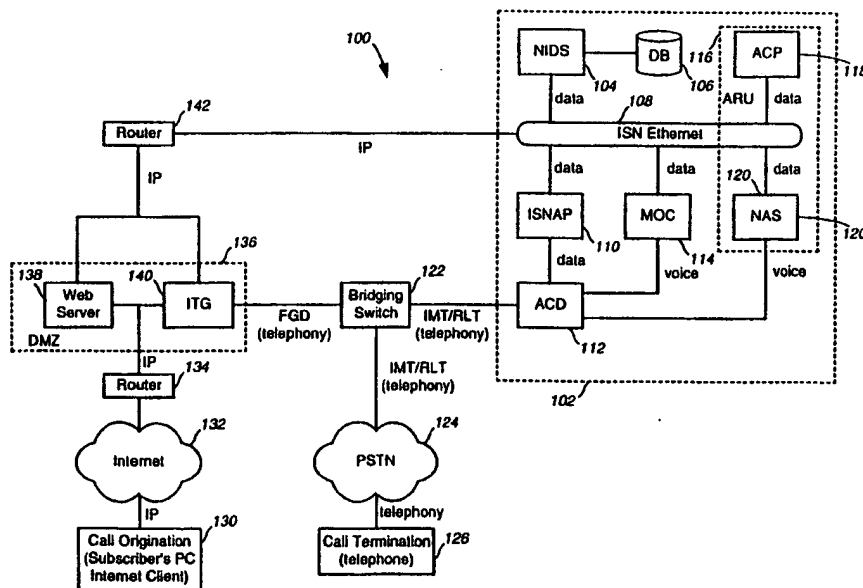 100
116
NIDS
104
DB
106
ACP
118
data
ARU
data
108
ISN Ethernet
142
Router
IP
IP
data
data
120
data
ISNAP
110
MOC
114
NAS
120
data
voice
voice
136
138
Web
Server
140
ITG
DMZ
FGD
(telephony)
122
Bridging
Switch
IMT/RLT
(telephony)
ACD
112
102
IP
Router
134
IMT/RLT
(telephony)
132
Internet
124
PSTN
IP
telephony
130
Call Origination
(Subscriber's PC
Internet Client)
Call Termination
(telephone)
126